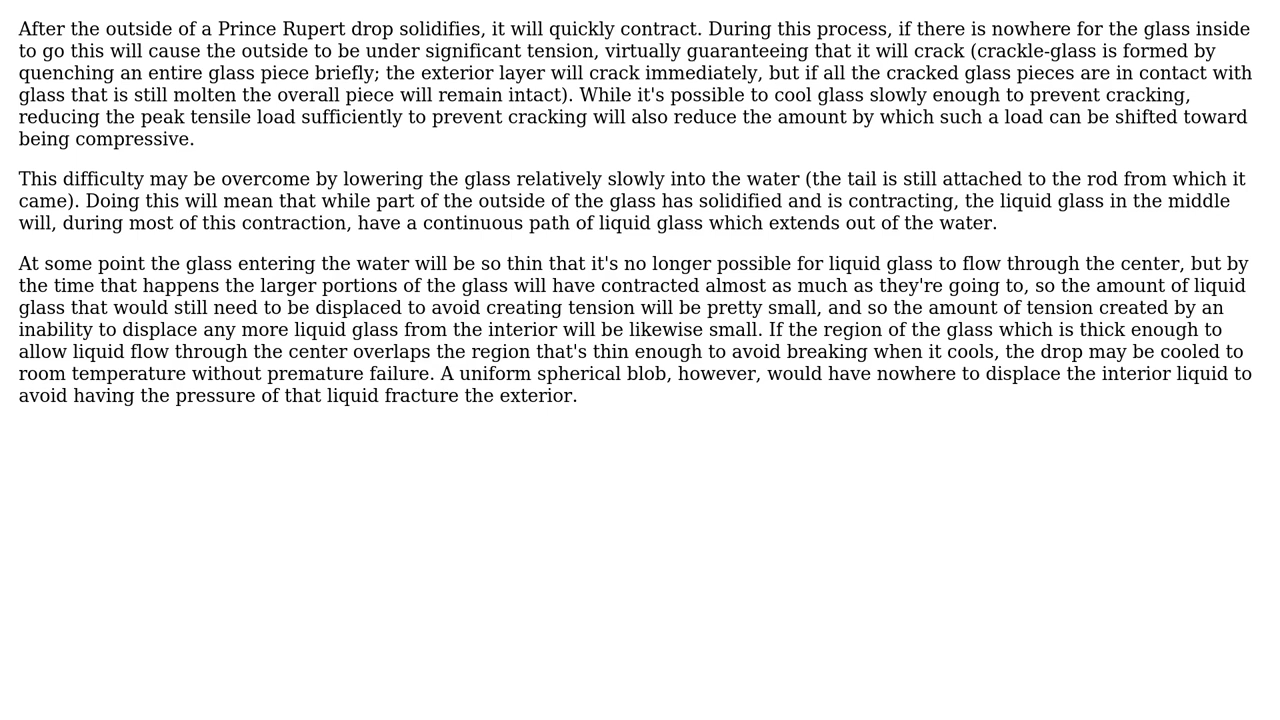 After the outside of a Prince Rupert drop solidifies, it will quickly contract. During this process, if there is nowhere for the glass inside
to go this will cause the outside to be under significant tension, virtually guaranteeing that it will crack (crackle-glass is formed by
quenching an entire glass piece briefly; the exterior layer will crack immediately, but if all the cracked glass pieces are in contact with
glass that is still molten the overall piece will remain intact). While it's possible to cool glass slowly enough to prevent cracking,
reducing the peak tensile load sufficiently to prevent cracking will also reduce the amount by which such a load can be shifted toward
being compressive.
This difficulty may be overcome by lowering the glass relatively slowly into the water (the tail is still attached to the rod from which it
came). Doing this will mean that while part of the outside of the glass has solidified and is contracting, the liquid glass in the middle
will, during most of this contraction, have a continuous path of liquid glass which extends out of the water.
At some point the glass entering the water will be so thin that it's no longer possible for liquid glass to flow through the center, but by
the time that happens the larger portions of the glass will have contracted almost as much as they're going to, so the amount of liquid
glass that would still need to be displaced to avoid creating tension will be pretty small, and so the amount of tension created by an
inability to displace any more liquid glass from the interior will be likewise small. If the region of the glass which is thick enough to
allow liquid flow through the center overlaps the region that's thin enough to avoid breaking when it cools, the drop may be cooled to
room temperature without premature failure. A uniform spherical blob, however, would have nowhere to displace the interior liquid to
avoid having the pressure of that liquid fracture the exterior.